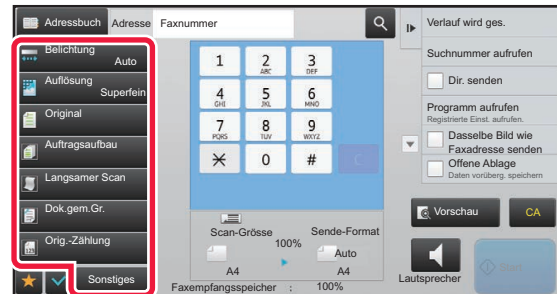 Adressbuch Adresse Faxnummer
Belichtung
Auto
Auflösung
Superfein
Original
Auftragsaufbau
Langsamer Scan
Dok.gem.Gr.
Orig.-Zählung
Sonstiges
1
2 ABC
3 DEF
4 GHI
5 JKL
6 MNO
7 PQRS
8 TUV
9 WXYZ
0
#
C
Scan-Grösse
100%
Sende-Format
Auto
A4
A4
Faxempfangsspeicher : 100%
Verlauf wird ges.
Suchnummer aufrufen
Dir. senden
Programm aufrufen
Registrierte Einst. aufrufen.
Dasselbe Bild wie
Faxadresse senden
Offene Ablage
Daten vorüberg. speichern
Vorschau
CA
Lautsprecher
Start